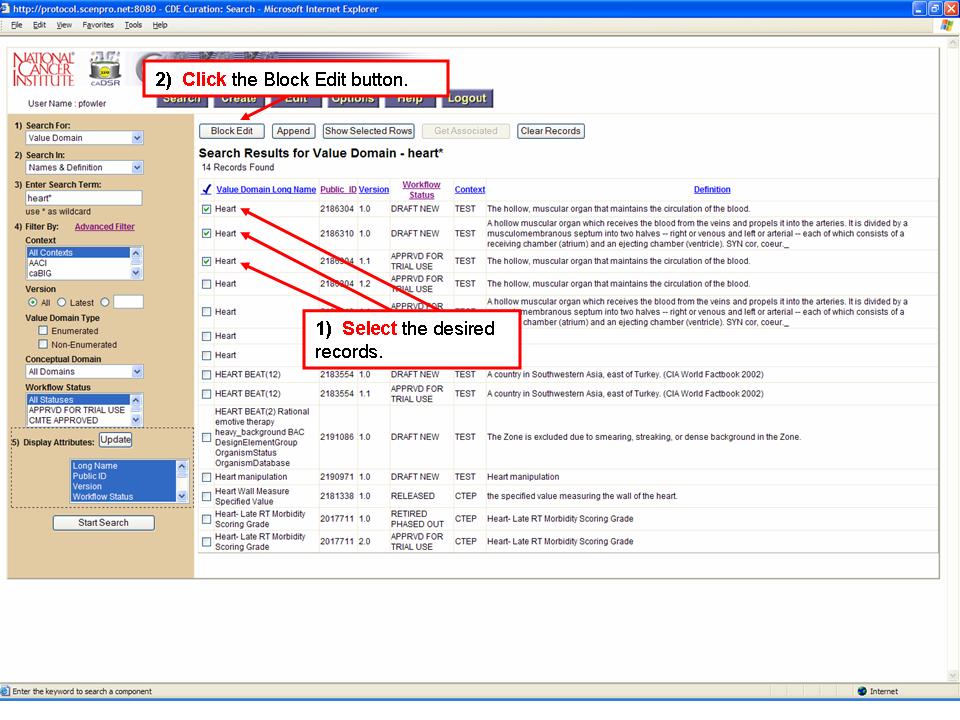 http://protocol.scenpro.net:8080 - CDE Curation: Search - Microsoft Internet Explorer
File Edit View Favorites Tools Help
NATIONAL
CANCER
INSTITUTE
caDSR
2) Click the Block Edit button.
User Name : pfowler
Search Create Edit Options Help Logout
1) Search For:
Value Domain
2) Search In:
Names & Definition
3) Enter Search Term:
heart*
use * as wildcard
4) Filter By: Advanced Filter
Context
All Contexts
AACI
caBIG
Version
All Latest
Value Domain Type
Enumerated
Non-Enumerated
Conceptual Domain
All Domains
Workflow Status
All Statuses
APPRVD FOR TRIAL USE
CMTE APPROVED
5) Display Attributes: Update
Long Name
Public ID
Version
Workflow Status
Start Search
Block Edit Append Show Selected Rows Get Associated Clear Records
Search Results for Value Domain - heart*
14 Records Found
Value Domain Long Name Public_ID Version Workflow Status Context Definition
Heart 2186304 1.0 DRAFT NEW TEST The hollow, muscular organ that maintains the circulation of the blood.
A hollow muscular organ which receives the blood from the veins and propels it into the arteries. It is divided by a
Heart 2186310 1.0 DRAFT NEW TEST musculomembranous septum into two halves -- right or venous and left or arterial -- each of which consists of a
receiving chamber (atrium) and an ejecting chamber (ventricle). SYN cor, coeur._
Heart 2186304 1.1 APPRVD FOR TRIAL USE TEST The hollow, muscular organ that maintains the circulation of the blood.
Heart 2186304 1.2 APPRVD FOR TRIAL USE TEST The hollow, muscular organ that maintains the circulation of the blood.
A hollow muscular organ which receives the blood from the veins and propels it into the arteries. It is divided by a
Heart APPRVD FOR septum into two halves -- right or venous and left or arterial -- each of which consists of a
chamber (atrium) and an ejecting chamber (ventricle). SYN cor, coeur._
1) Select the desired
records.
Heart
Heart
HEART BEAT(12) 2183554 1.0 DRAFT NEW TEST A country in Southwestern Asia, east of Turkey. (CIA World Factbook 2002)
HEART BEAT(12) 2183554 1.1 APPRVD FOR TRIAL USE TEST A country in Southwestern Asia, east of Turkey. (CIA World Factbook 2002)
HEART BEAT(2) Rational
emotive therapy
heavy_background BAC
DesignElementGroup
OrganismStatus
OrganismDatabase
2191086 1.0 DRAFT NEW TEST The Zone is excluded due to smearing, streaking, or dense background in the Zone.
Heart manipulation 2190971 1.0 DRAFT NEW TEST Heart manipulation
Heart Wall Measure Specified Value 2181338 1.0 RELEASED CTEP the specified value measuring the wall of the heart.
Heart- Late RT Morbidity Scoring Grade 2017711 1.0 RETIRED PHASED OUT CTEP Heart- Late RT Morbidity Scoring Grade
Heart- Late RT Morbidity Scoring Grade 2017711 2.0 APPRVD FOR TRIAL USE CTEP Heart- Late RT Morbidity Scoring Grade
Enter the keyword to search a component
Internet